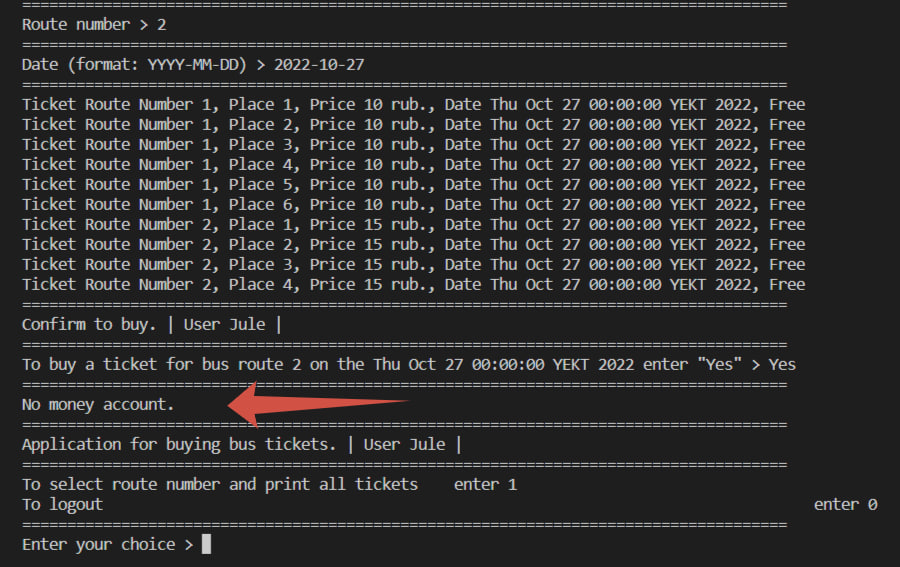 ================================================================================
Route number > 2
================================================================================
Date (format: YYYY-MM-DD) > 2022-10-27
================================================================================
Ticket Route Number 1, Place 1, Price 10 rub., Date Thu Oct 27 00:00:00 YEKT 2022, Free
Ticket Route Number 1, Place 2, Price 10 rub., Date Thu Oct 27 00:00:00 YEKT 2022, Free
Ticket Route Number 1, Place 3, Price 10 rub., Date Thu Oct 27 00:00:00 YEKT 2022, Free
Ticket Route Number 1, Place 4, Price 10 rub., Date Thu Oct 27 00:00:00 YEKT 2022, Free
Ticket Route Number 1, Place 5, Price 10 rub., Date Thu Oct 27 00:00:00 YEKT 2022, Free
Ticket Route Number 1, Place 6, Price 10 rub., Date Thu Oct 27 00:00:00 YEKT 2022, Free
Ticket Route Number 2, Place 1, Price 15 rub., Date Thu Oct 27 00:00:00 YEKT 2022, Free
Ticket Route Number 2, Place 2, Price 15 rub., Date Thu Oct 27 00:00:00 YEKT 2022, Free
Ticket Route Number 2, Place 3, Price 15 rub., Date Thu Oct 27 00:00:00 YEKT 2022, Free
Ticket Route Number 2, Place 4, Price 15 rub., Date Thu Oct 27 00:00:00 YEKT 2022, Free
================================================================================
Confirm to buy. | User Jule |
================================================================================
To buy a ticket for bus route 2 on the Thu Oct 27 00:00:00 YEKT 2022 enter "Yes" > Yes
================================================================================
No money account.
================================================================================
Application for buying bus tickets. | User Jule |
================================================================================
To select route number and print all tickets    enter 1
To logout    enter 0
================================================================================
Enter your choice >